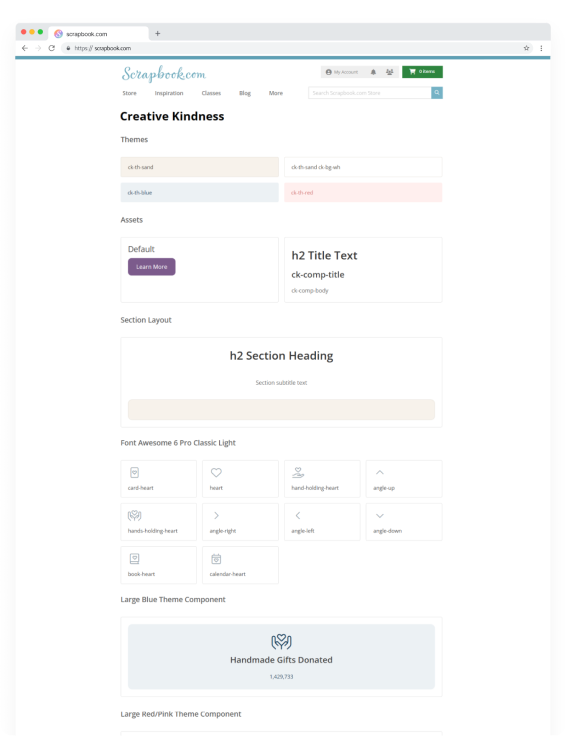 scrapbook.com
https:// scrapbook.com
Scrapbook.com
My Account
0 items
Store Inspiration Classes Blog More
Search Scrapbook.com Store
Creative Kindness
Themes
ck-th-sand
ck-th-sand ck-bg-wh
ck-th-blue
ck-th-red
Assets
Default
Learn More
h2 Title Text
ck-comp-title
ck-comp-body
Section Layout
h2 Section Heading
Section subtitle text
Font Awesome 6 Pro Classic Light
card-heart
heart
hand-holding-heart
angle-up
hands-holding-heart
angle-right
angle-left
angle-down
book-heart
calendar-heart
Large Blue Theme Component
Handmade Gifts Donated
1,429,733
Large Red/Pink Theme Component